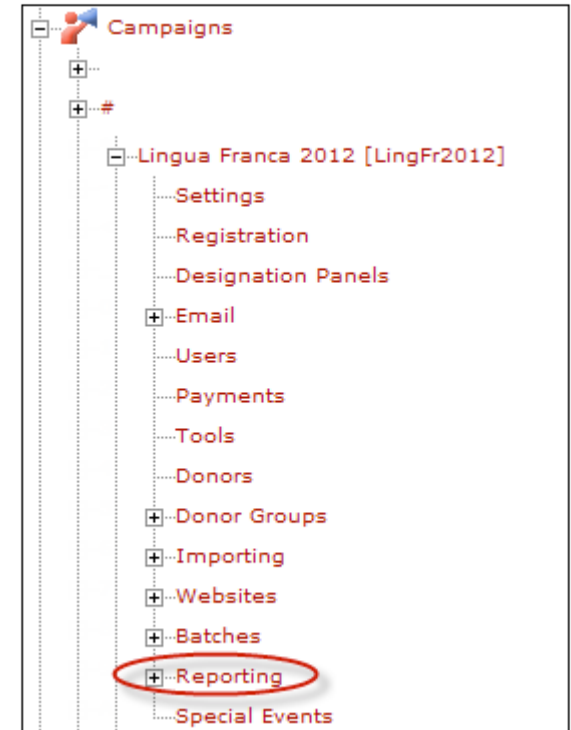 Campaigns
#
Lingua Franca 2012 [LingFr2012]
Settings
Registration
Designation Panels
Email
Users
Payments
Tools
Donors
Donor Groups
Importing
Websites
Batches
Reporting
Special Events